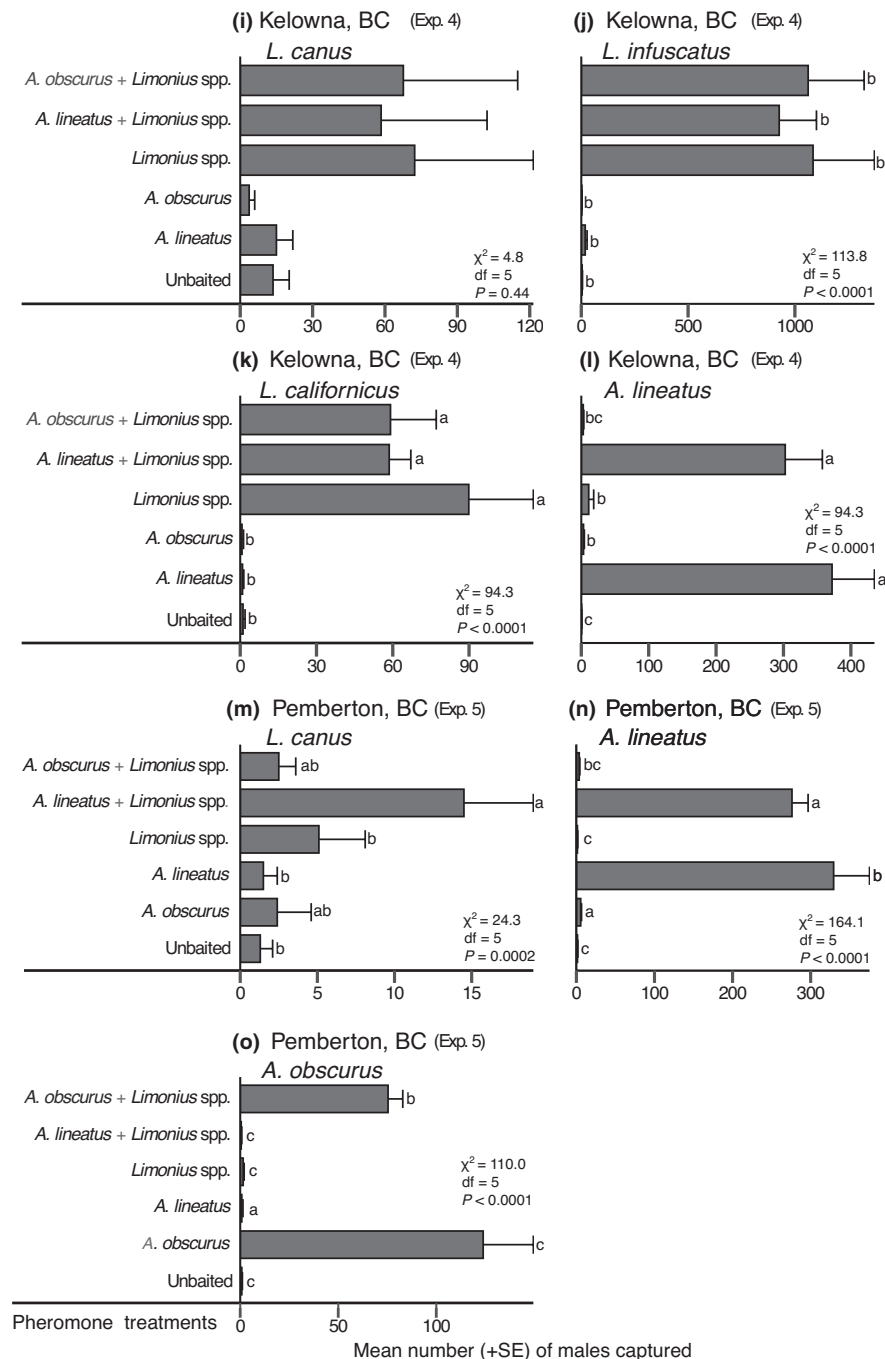 (i) Kelowna, BC (Exp. 4)
L. canus
A. obscurus + Limonius spp.
A. lineatus + Limonius spp.
Limonius spp.
A. obscurus
A. lineatus
Unbaited
χ² = 4.8
df = 5
P = 0.44
0 30 60 90 120
(j) Kelowna, BC (Exp. 4)
L. infuscatus
b
b
b
b
b
b
χ² = 113.8
df = 5
P < 0.0001
0 500 1000
(k) Kelowna, BC (Exp. 4)
L. californicus
A. obscurus + Limonius spp. a
A. lineatus + Limonius spp. a
Limonius spp. a
A. obscurus b
A. lineatus b
Unbaited b
χ² = 94.3
df = 5
P < 0.0001
0 30 60 90
(l) Kelowna, BC (Exp. 4)
A. lineatus
bc
a
b
b
a
c
χ² = 94.3
df = 5
P < 0.0001
0 100 200 300 400
(m) Pemberton, BC (Exp. 5)
L. canus
A. obscurus + Limonius spp. ab
A. lineatus + Limonius spp. a
Limonius spp. b
A. lineatus b
A. obscurus ab
Unbaited b
χ² = 24.3
df = 5
P = 0.0002
0 5 10 15
(n) Pemberton, BC (Exp. 5)
A. lineatus
bc
a
c
b
a
c
χ² = 164.1
df = 5
P < 0.0001
0 100 200 300
(o) Pemberton, BC (Exp. 5)
A. obscurus
A. obscurus + Limonius spp. b
A. lineatus + Limonius spp. c
Limonius spp. c
A. lineatus a
A. obscurus c
Unbaited c
χ² = 110.0
df = 5
P < 0.0001
Pheromone treatments 0 50 100
Mean number (+SE) of males captured